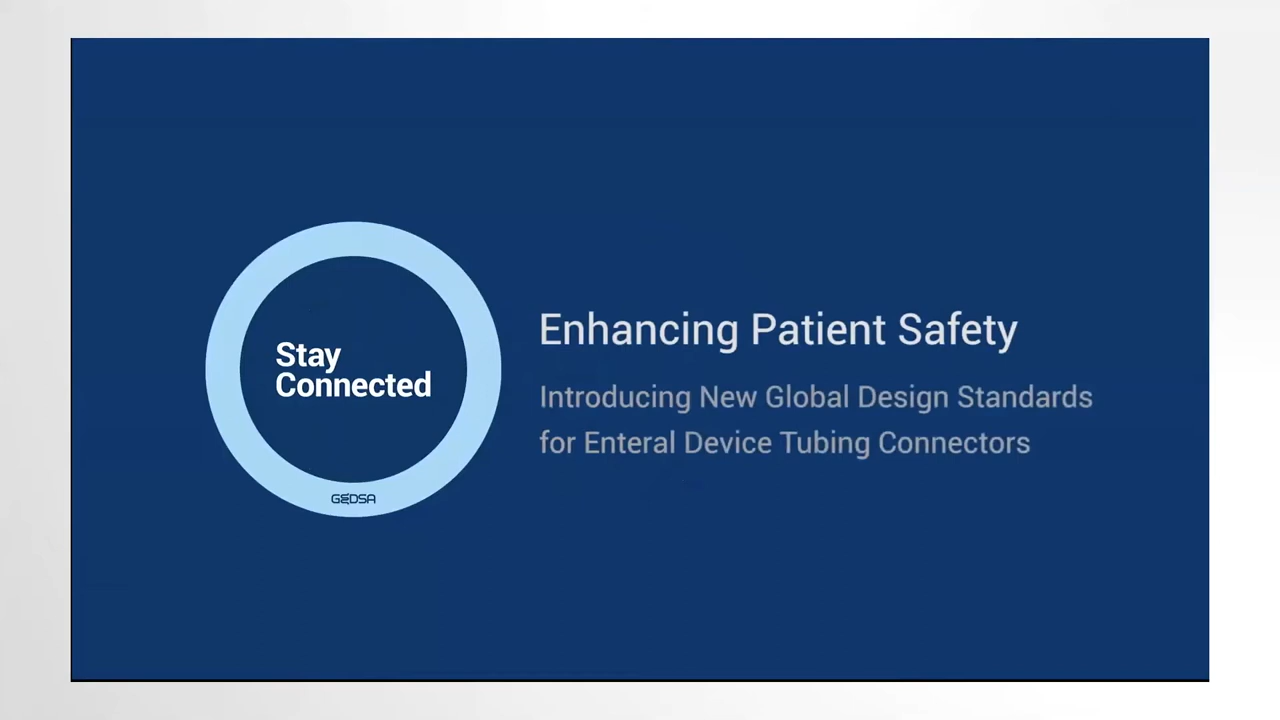 Stay
Connected
GEDSA
Enhancing Patient Safety
Introducing New Global Design Standards
for Enteral Device Tubing Connectors